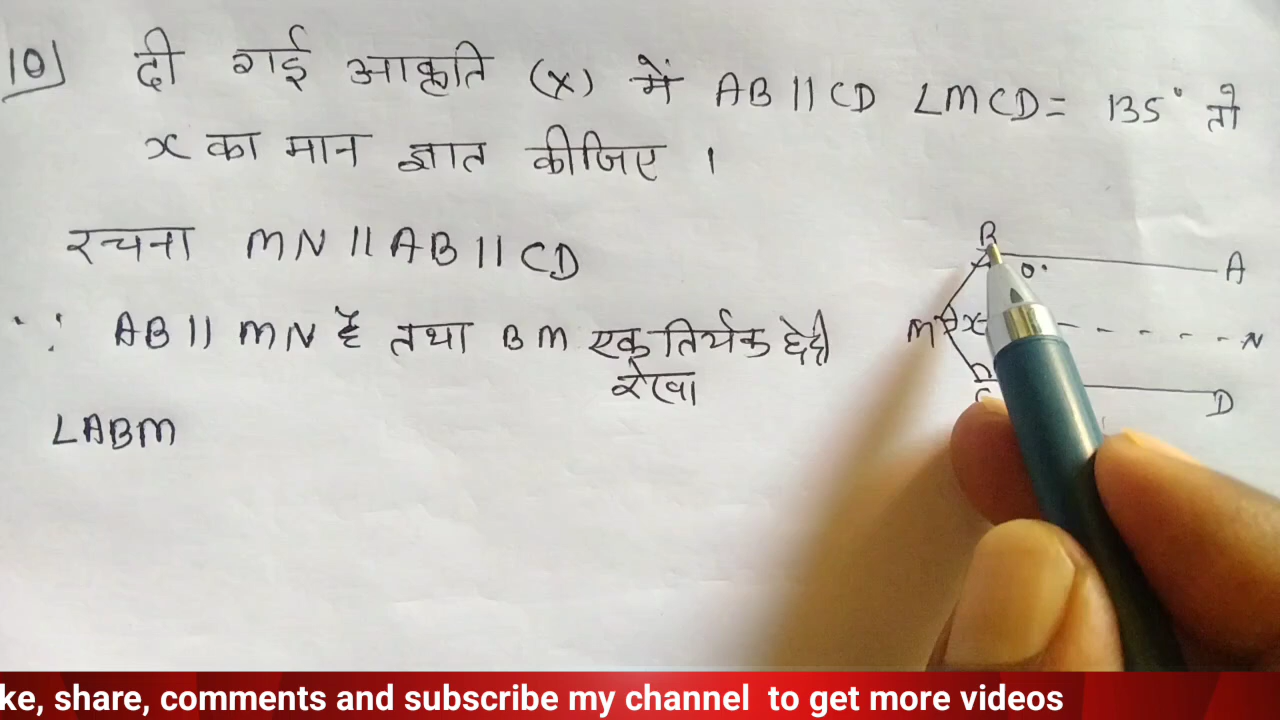 10) दी गई आकृति (x) में AB || CD ∠MCD = 135° तो
x का मान ज्ञात कीजिए ।
रचना MN || AB || CD
∵ AB || MN है तथा BM एक तिर्यक छेदी
रेखा
∠ABM
B
A
0°
M
x
N
C
D
ke, share, comments and subscribe my channel to get more videos